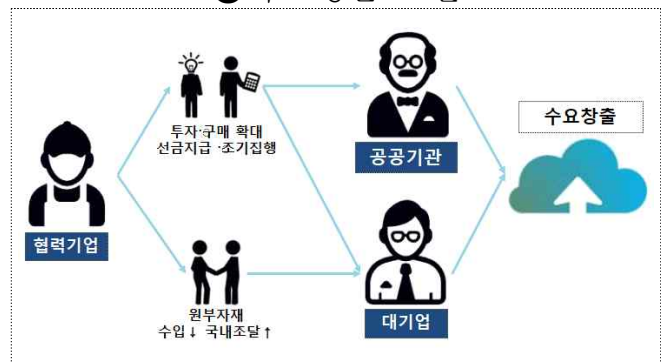 투자·구매 확대
선금지급 ·조기집행
공공기관
수요창출
협력기업
원부자재
수입↓ 국내조달↑
대기업